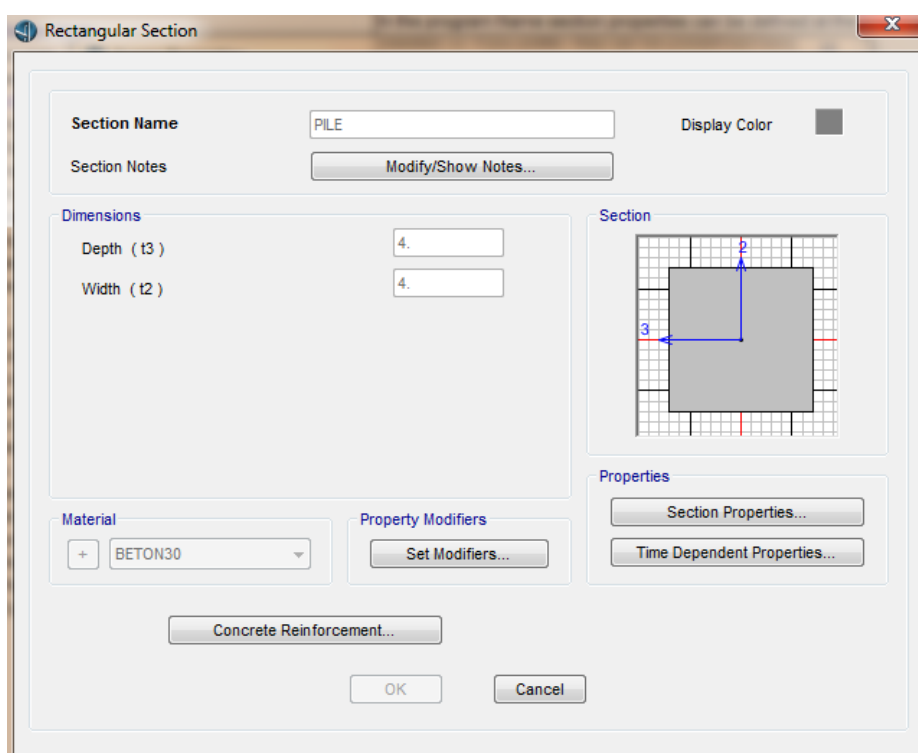 Rectangular Section
Section Name
PILE
Display Color
Section Notes
Modify/Show Notes...
Dimensions
Depth ( t3 )
4.
Width ( t2 )
4.
Section
2
3
Properties
Section Properties...
Time Dependent Properties...
Material
+
BETON30
Property Modifiers
Set Modifiers...
Concrete Reinforcement...
OK
Cancel